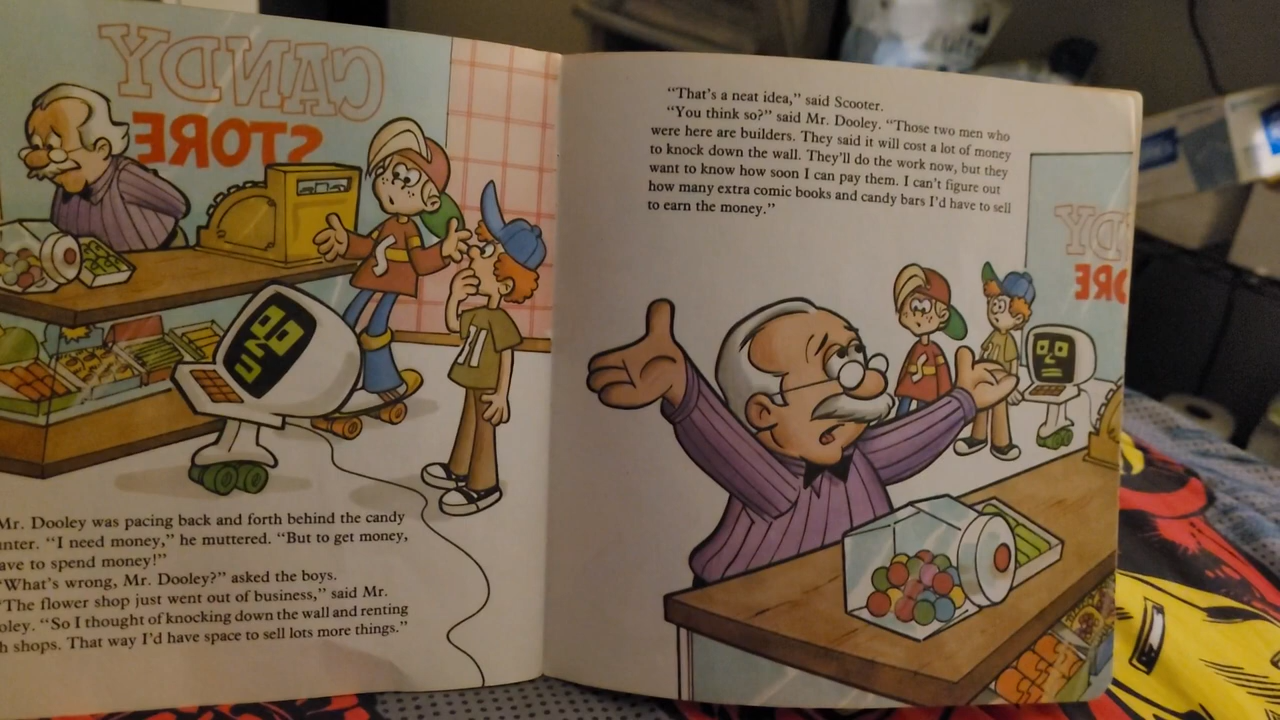 CANDY
STORE
Mr. Dooley was pacing back and forth behind the candy
nter. "I need money," he muttered. "But to get money,
ave to spend money!"
"What's wrong, Mr. Dooley?" asked the boys.
"The flower shop just went out of business," said Mr.
oley. "So I thought of knocking down the wall and renting
h shops. That way I'd have space to sell lots more things."
"That's a neat idea," said Scooter.
"You think so?" said Mr. Dooley. "Those two men who
were here are builders. They said it will cost a lot of money
to knock down the wall. They'll do the work now, but they
want to know how soon I can pay them. I can't figure out
how many extra comic books and candy bars I'd have to sell
to earn the money."
DY
ORE